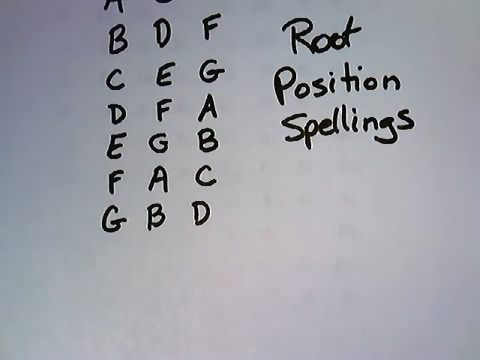 A
B D F
C E G
D F A
E G B
F A C
G B D
Root
Position
Spellings